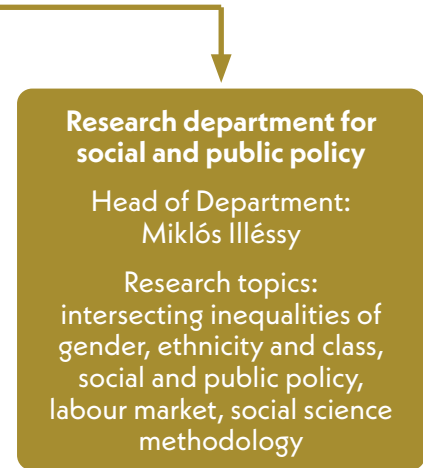 Research department for
social and public policy
Head of Department:
Miklós Illéssy
Research topics:
intersecting inequalities of
gender, ethnicity and class,
social and public policy,
labour market, social science
methodology